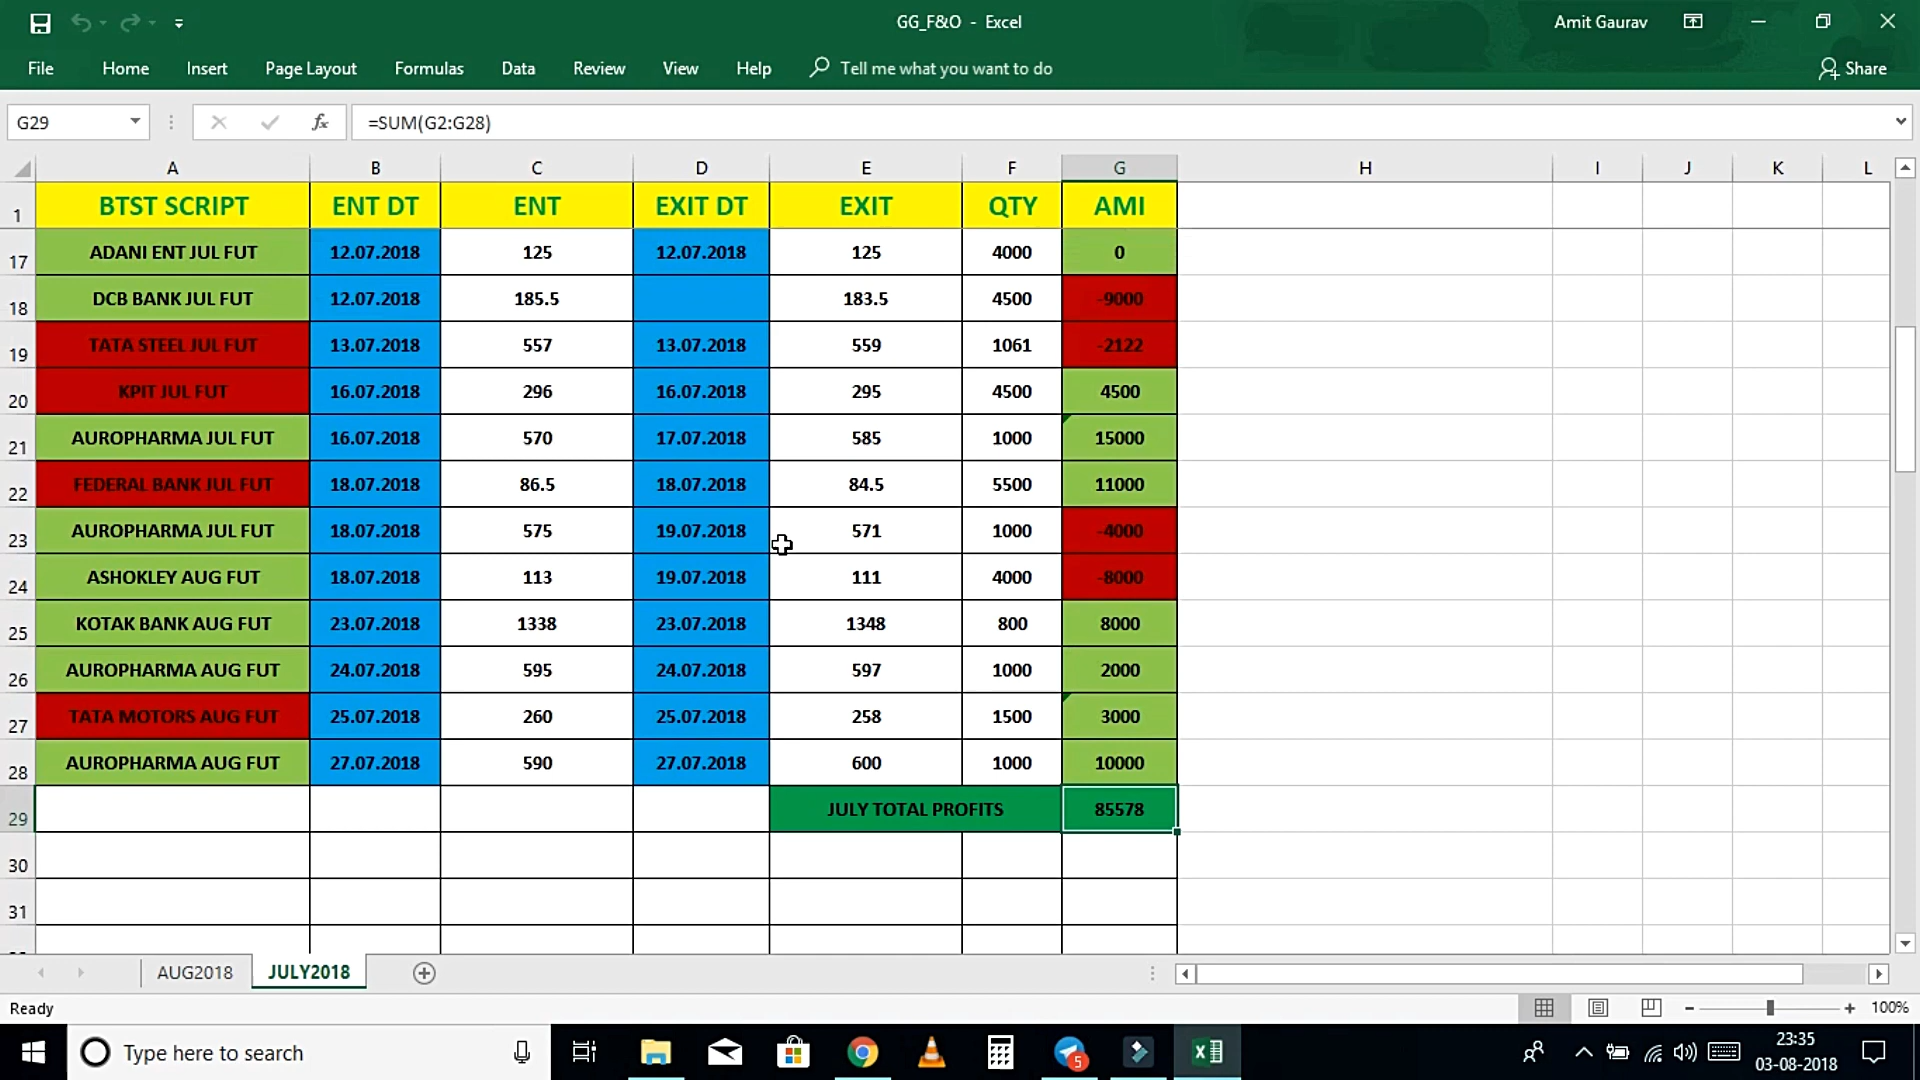 GG_F&O - Excel
Amit Gaurav
File Home Insert Page Layout Formulas Data Review View Help Tell me what you want to do Share
G29 fx =SUM(G2:G28)
A B C D E F G H I J K L
1 BTST SCRIPT ENT DT ENT EXIT DT EXIT QTY AMI
17 ADANI ENT JUL FUT 12.07.2018 125 12.07.2018 125 4000 0
18 DCB BANK JUL FUT 12.07.2018 185.5 183.5 4500 -9000
19 TATA STEEL JUL FUT 13.07.2018 557 13.07.2018 559 1061 -2122
20 KPIT JUL FUT 16.07.2018 296 16.07.2018 295 4500 4500
21 AUROPHARMA JUL FUT 16.07.2018 570 17.07.2018 585 1000 15000
22 FEDERAL BANK JUL FUT 18.07.2018 86.5 18.07.2018 84.5 5500 11000
23 AUROPHARMA JUL FUT 18.07.2018 575 19.07.2018 571 1000 -4000
24 ASHOKLEY AUG FUT 18.07.2018 113 19.07.2018 111 4000 -8000
25 KOTAK BANK AUG FUT 23.07.2018 1338 23.07.2018 1348 800 8000
26 AUROPHARMA AUG FUT 24.07.2018 595 24.07.2018 597 1000 2000
27 TATA MOTORS AUG FUT 25.07.2018 260 25.07.2018 258 1500 3000
28 AUROPHARMA AUG FUT 27.07.2018 590 27.07.2018 600 1000 10000
29 JULY TOTAL PROFITS 85578
30
31
AUG2018 JULY2018
Ready 100%
Type here to search 5 23:35
03-08-2018